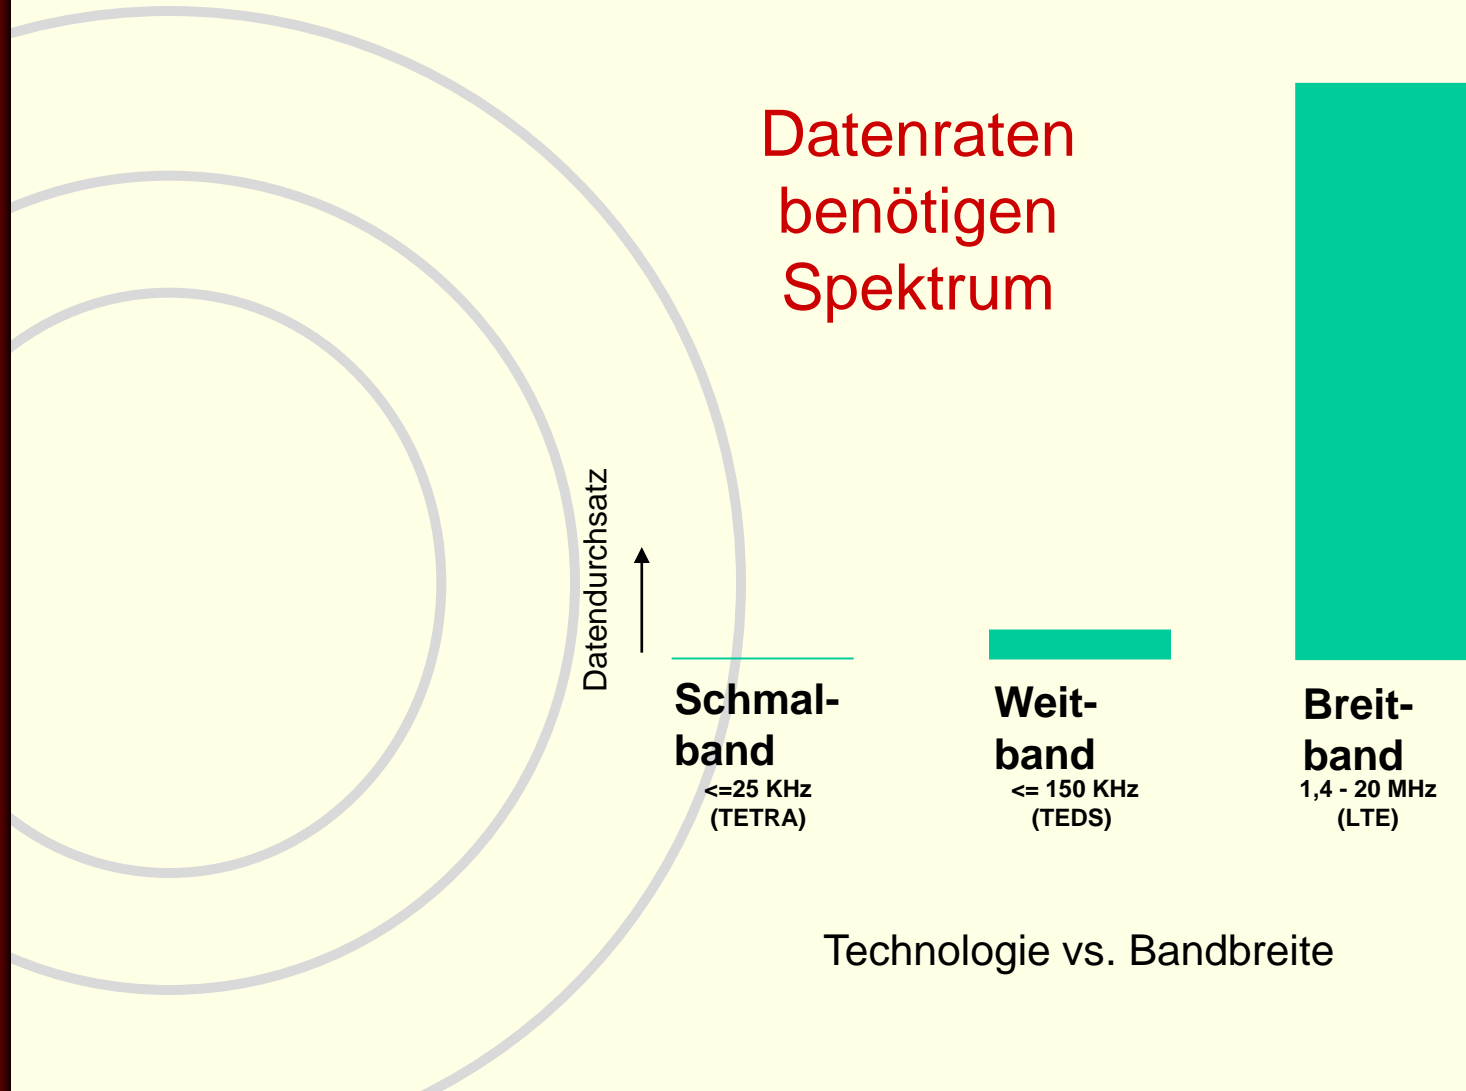 Datenraten
benötigen
Spektrum
Datendurchsatz
Schmal-
band
<=25 KHz
(TETRA)
Weit-
band
<= 150 KHz
(TEDS)
Breit-
band
1,4 - 20 MHz
(LTE)
Technologie vs. Bandbreite